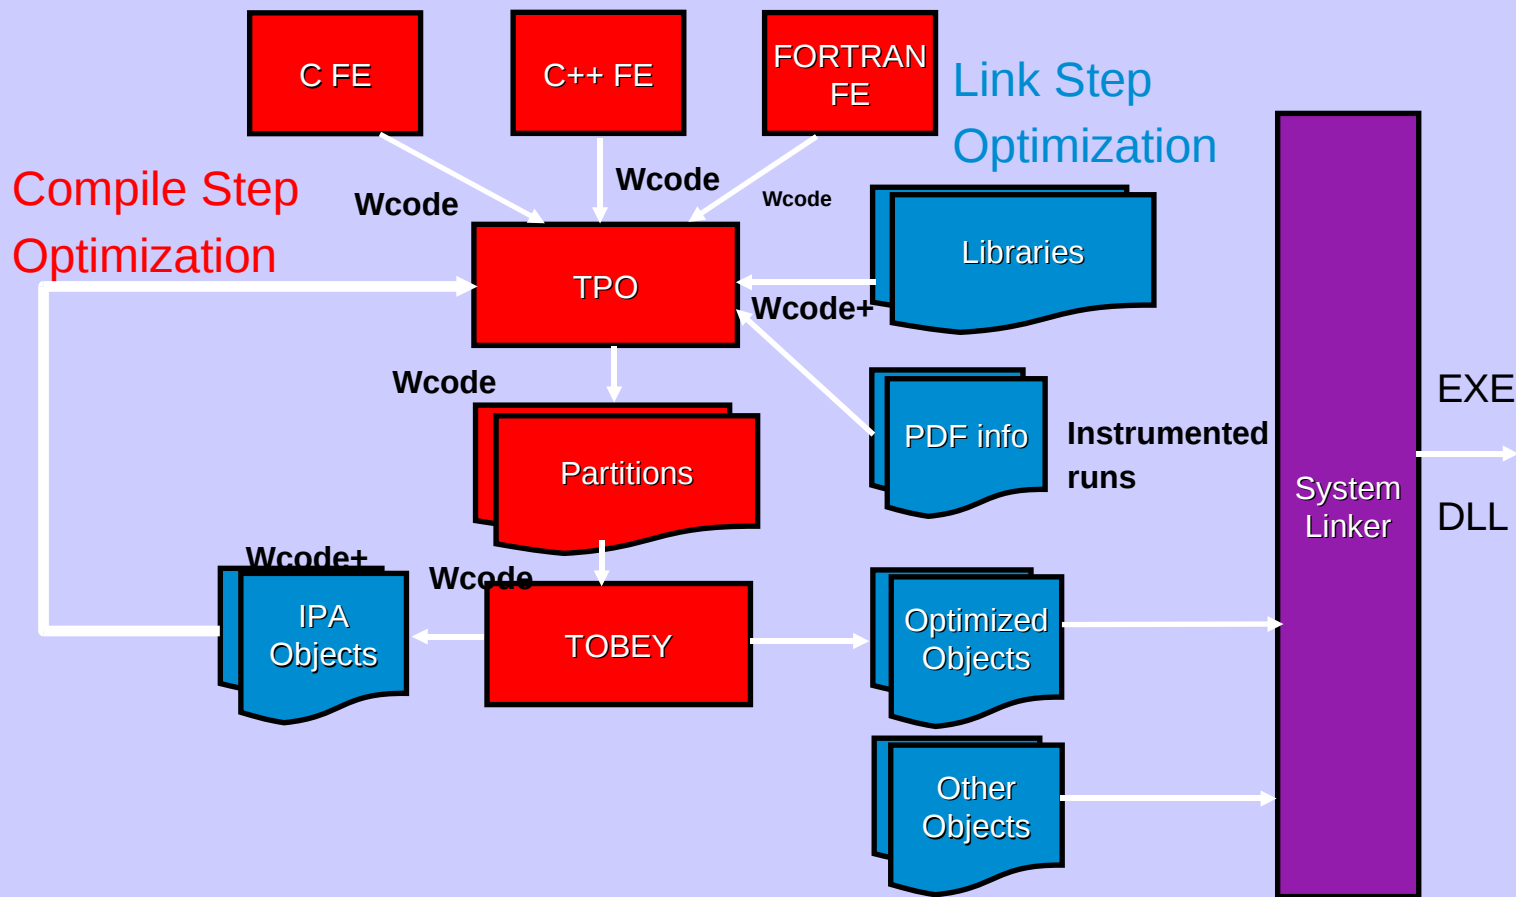 C FE
C++ FE
FORTRAN
FE
Link Step
Optimization
Compile Step
Optimization
Wcode
Wcode
Wcode
TPO
Libraries
Wcode+
Wcode
Partitions
PDF info
Instrumented
runs
System
Linker
EXE
DLL
Wcode+
Wcode
IPA
Objects
TOBEY
Optimized
Objects
Other
Objects